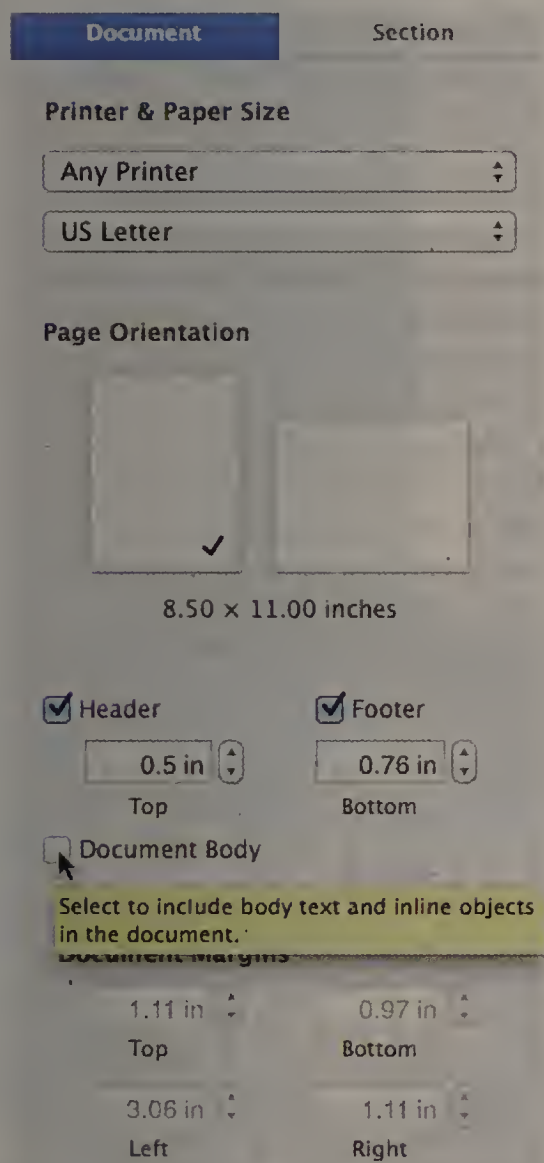 Document Section
Printer & Paper Size
Any Printer
US Letter
Page Orientation
8.50 × 11.00 inches
Header Footer
0.5 in 0.76 in
Top Bottom
Document Body
Select to include body text and inline objects
in the document.
Document Margins
1.11 in 0.97 in
Top Bottom
3.06 in 1.11 in
Left Right